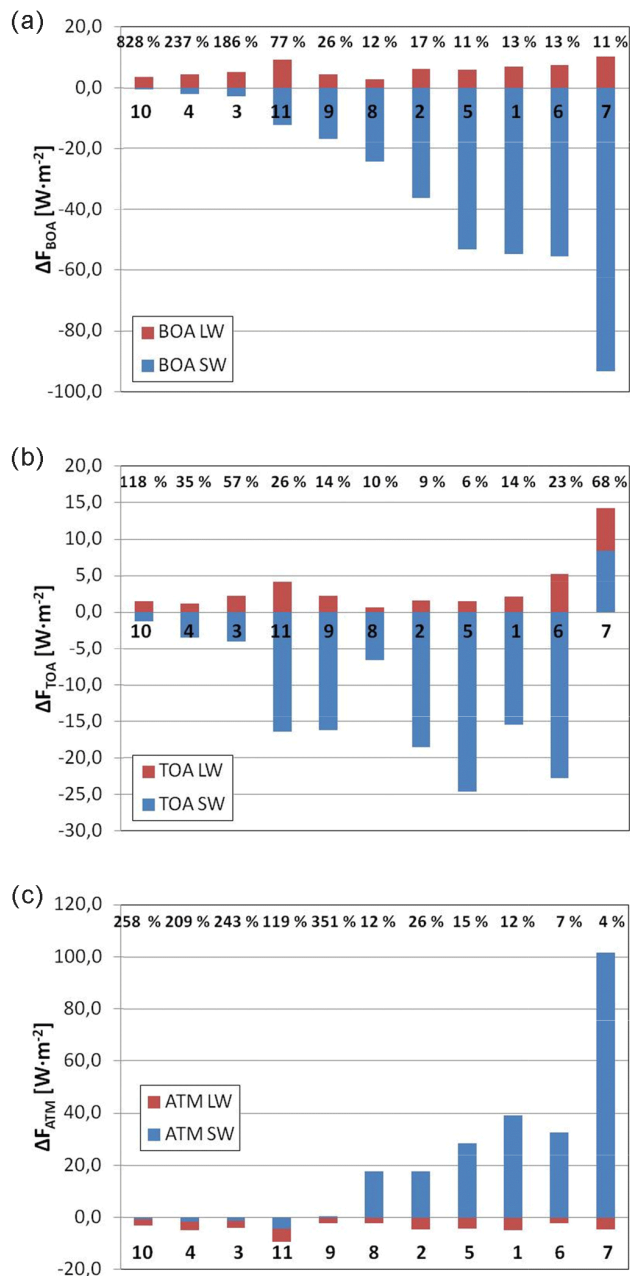 (a)
20,0
828 % 237 % 186 % 77 % 26 % 12 % 17 % 11 % 13 % 13 % 11 %
0,0
10 4 3 11 9 8 2 5 1 6 7
-20,0
-40,0
-60,0
-80,0
-100,0
ΔF_BOA [W·m⁻²]
BOA LW
BOA SW
(b)
20,0
118 % 35 % 57 % 26 % 14 % 10 % 9 % 6 % 14 % 23 % 68 %
15,0
10,0
5,0
0,0
10 4 3 11 9 8 2 5 1 6 7
-5,0
-10,0
-15,0
-20,0
-25,0
-30,0
ΔF_TOA [W·m⁻²]
TOA LW
TOA SW
(c)
120,0
258 % 209 % 243 % 119 % 351 % 12 % 26 % 15 % 12 % 7 % 4 %
100,0
80,0
60,0
40,0
20,0
0,0
-20,0
ΔF_ATM [W·m⁻²]
ATM LW
ATM SW
10 4 3 11 9 8 2 5 1 6 7